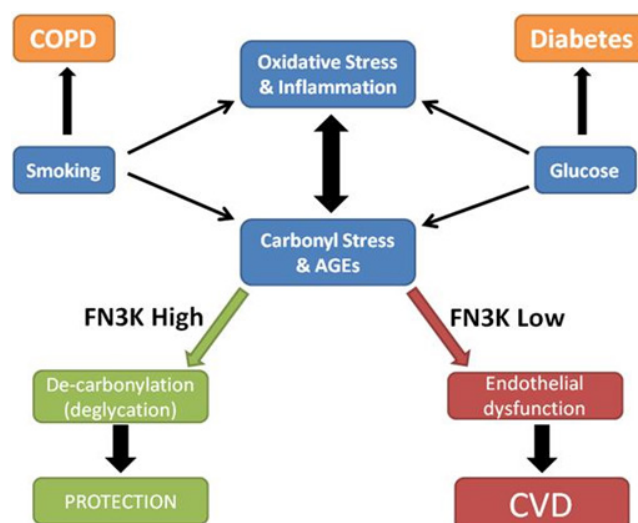 COPD
Diabetes
Oxidative Stress
& Inflammation
Smoking
Glucose
Carbonyl Stress
& AGEs
FN3K High
FN3K Low
De-carbonylation
(deglycation)
Endothelial
dysfunction
PROTECTION
CVD